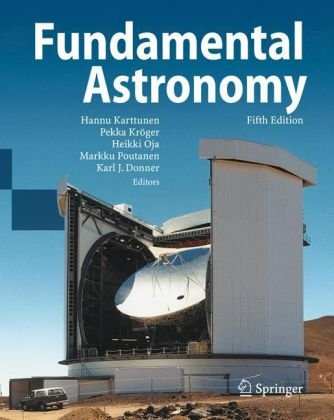 Fundamental
Astronomy
Hannu Karttunen
Pekka Kröger
Heikki Oja
Markku Poutanen
Karl J. Donner
Editors
Fifth Edition
Springer